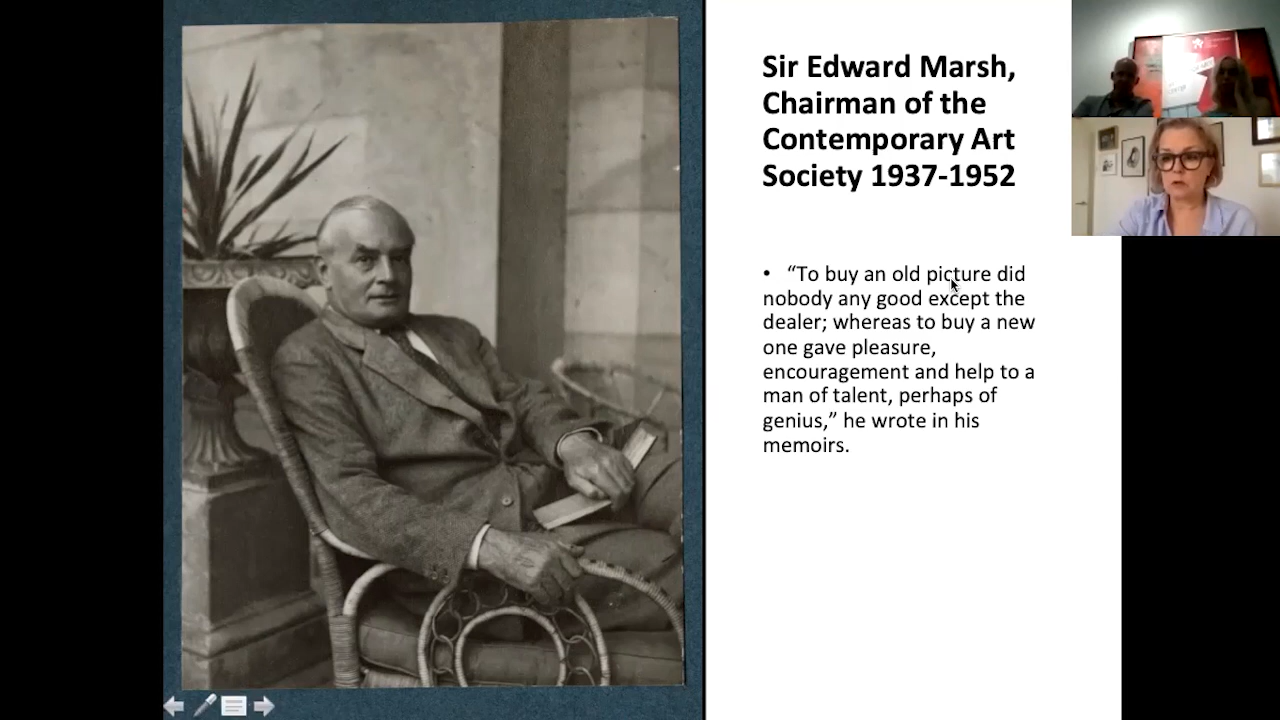 Sir Edward Marsh,
Chairman of the
Contemporary Art
Society 1937-1952
• “To buy an old picture did
nobody any good except the
dealer; whereas to buy a new
one gave pleasure,
encouragement and help to a
man of talent, perhaps of
genius,” he wrote in his
memoirs.